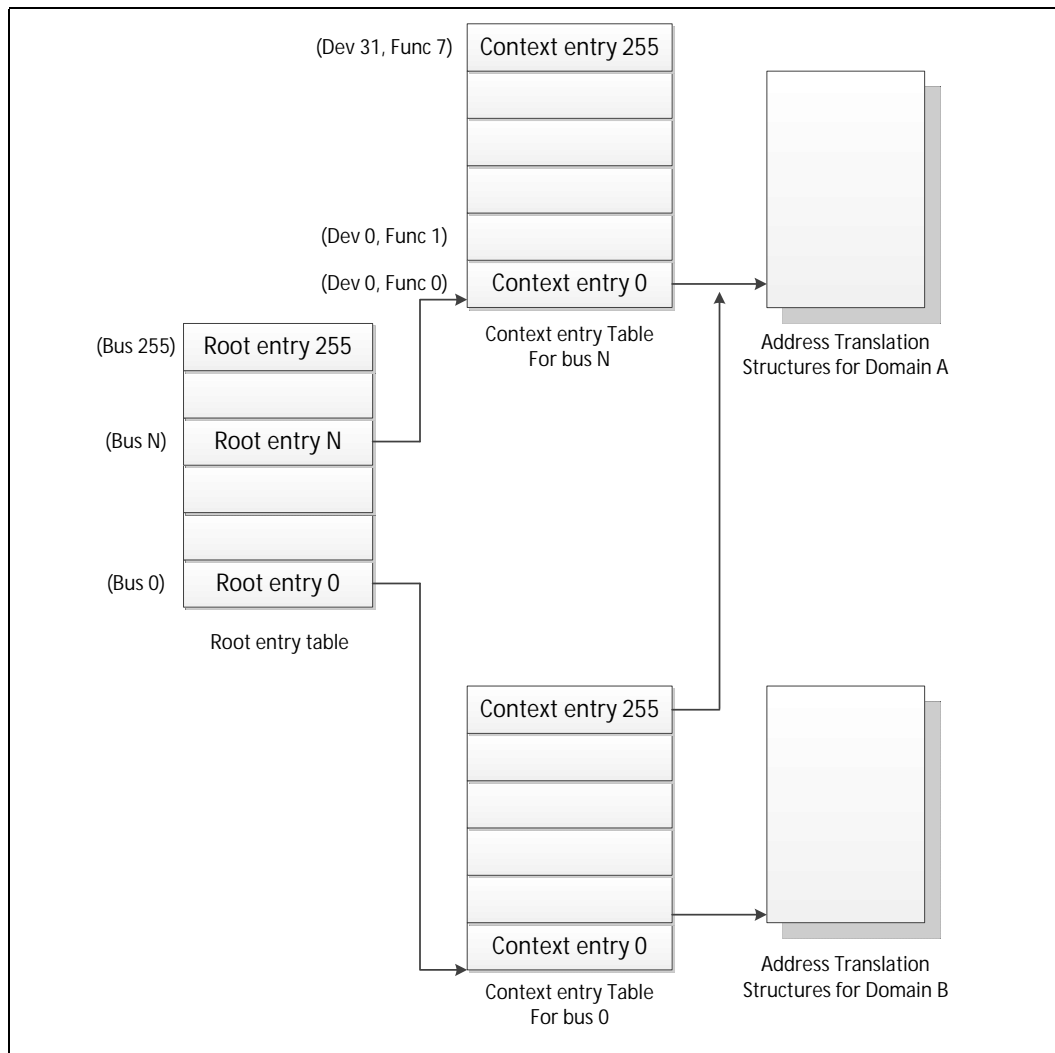 (Dev 31, Func 7)
Context entry 255
(Dev 0, Func 1)
(Dev 0, Func 0)
Context entry 0
Context entry Table
For bus N
Address Translation
Structures for Domain A
(Bus 255)
Root entry 255
(Bus N)
Root entry N
(Bus 0)
Root entry 0
Root entry table
Context entry 255
Context entry 0
Context entry Table
For bus 0
Address Translation
Structures for Domain B